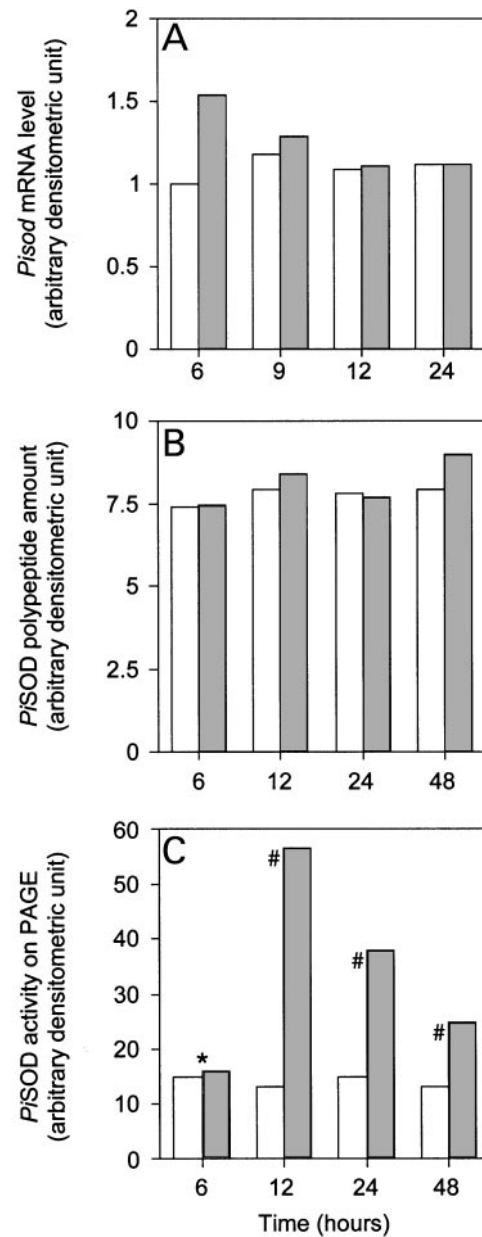 A
Pisod mRNA level
(arbitrary densitometric unit)
2
1.5
1
0.5
0
6 9 12 24
B
PiSOD polypeptide amount
(arbitrary densitometric unit)
10
7.5
5
2.5
0
6 12 24 48
C
PiSOD activity on PAGE
(arbitrary densitometric unit)
60
50
40
30
20
10
0
* # # #
6 12 24 48
Time (hours)